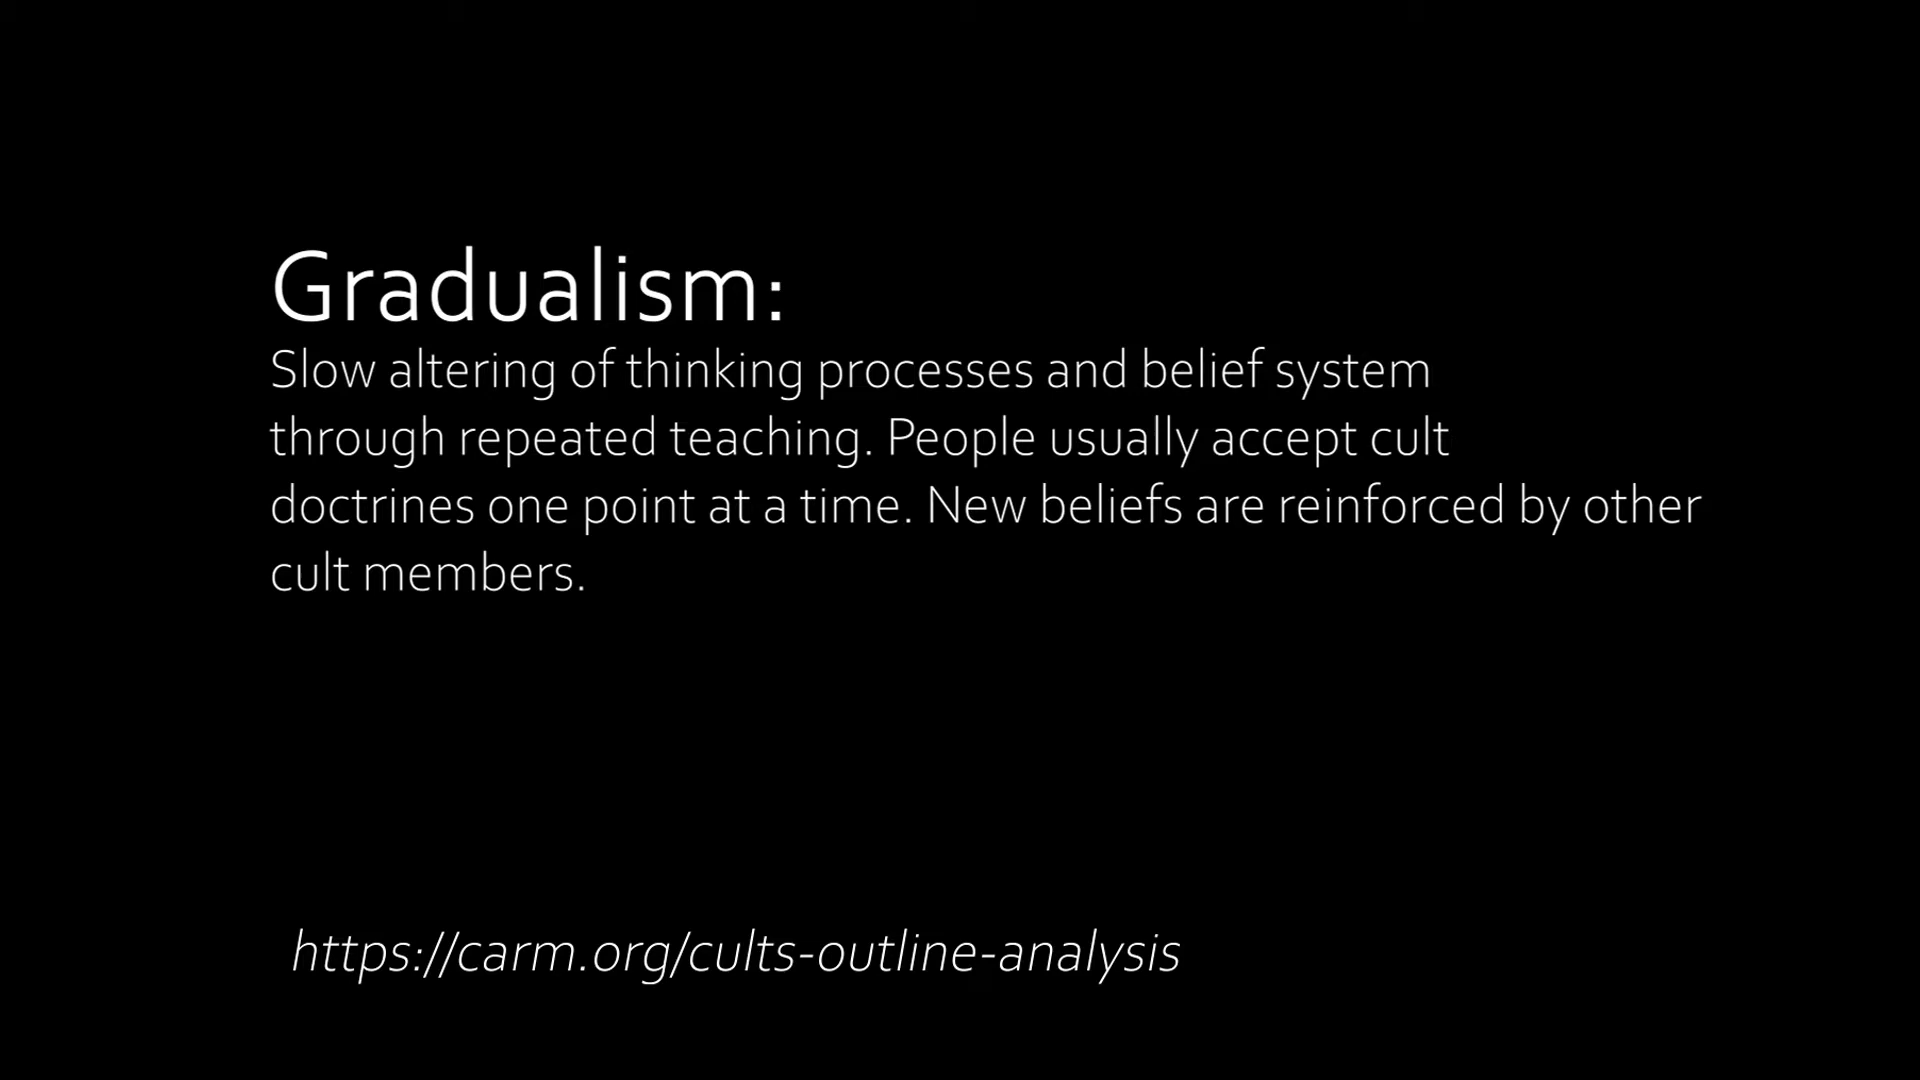 Gradualism:
Slow altering of thinking processes and belief system
through repeated teaching. People usually accept cult
doctrines one point at a time. New beliefs are reinforced by other
cult members.
https://carm.org/cults-outline-analysis